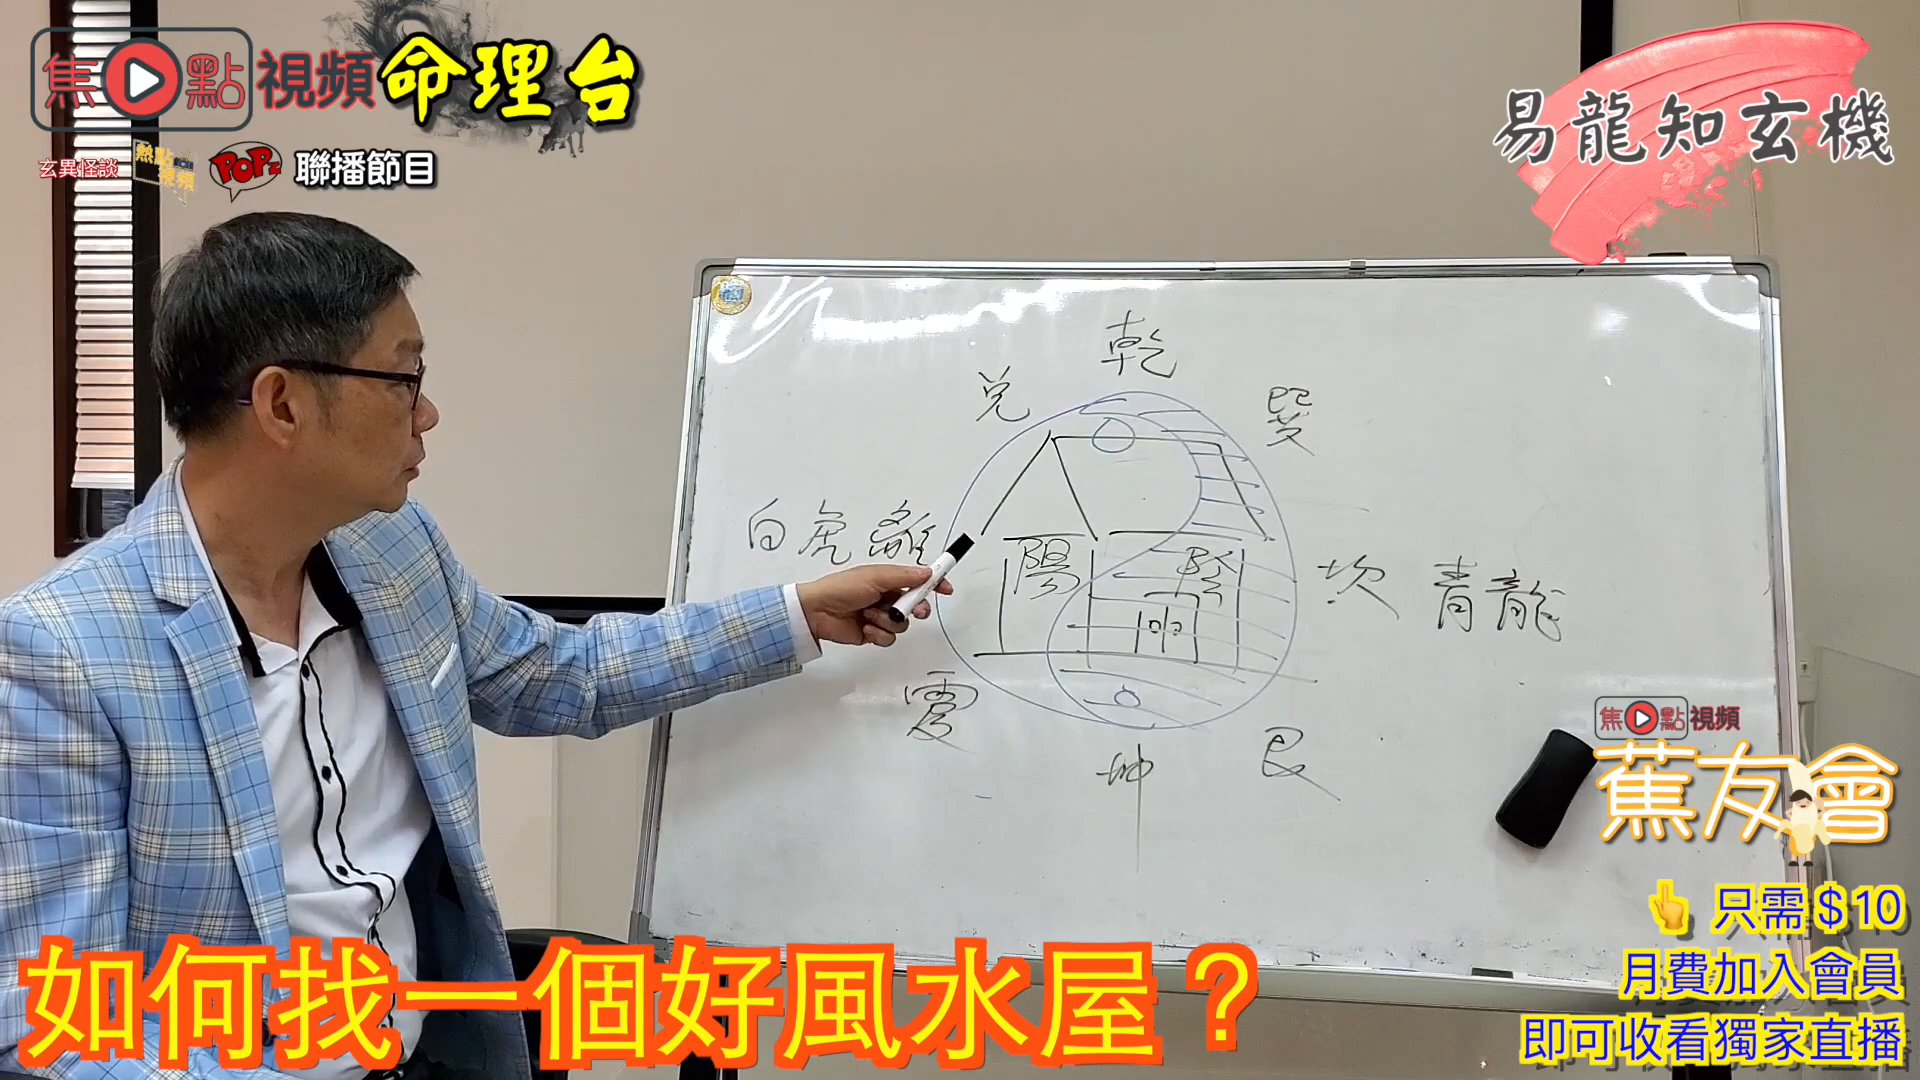 焦點視頻命理台
玄異怪談 熱點視頻 POPz 聯播節目
易龍知玄機
乾
兌
巽
白虎 離
陽
陰
坎 青龍
震
坤
艮
焦點視頻
蕉友會
👆 只需$10
月費加入會員
即可收看獨家直播
如何找一個好風水屋？